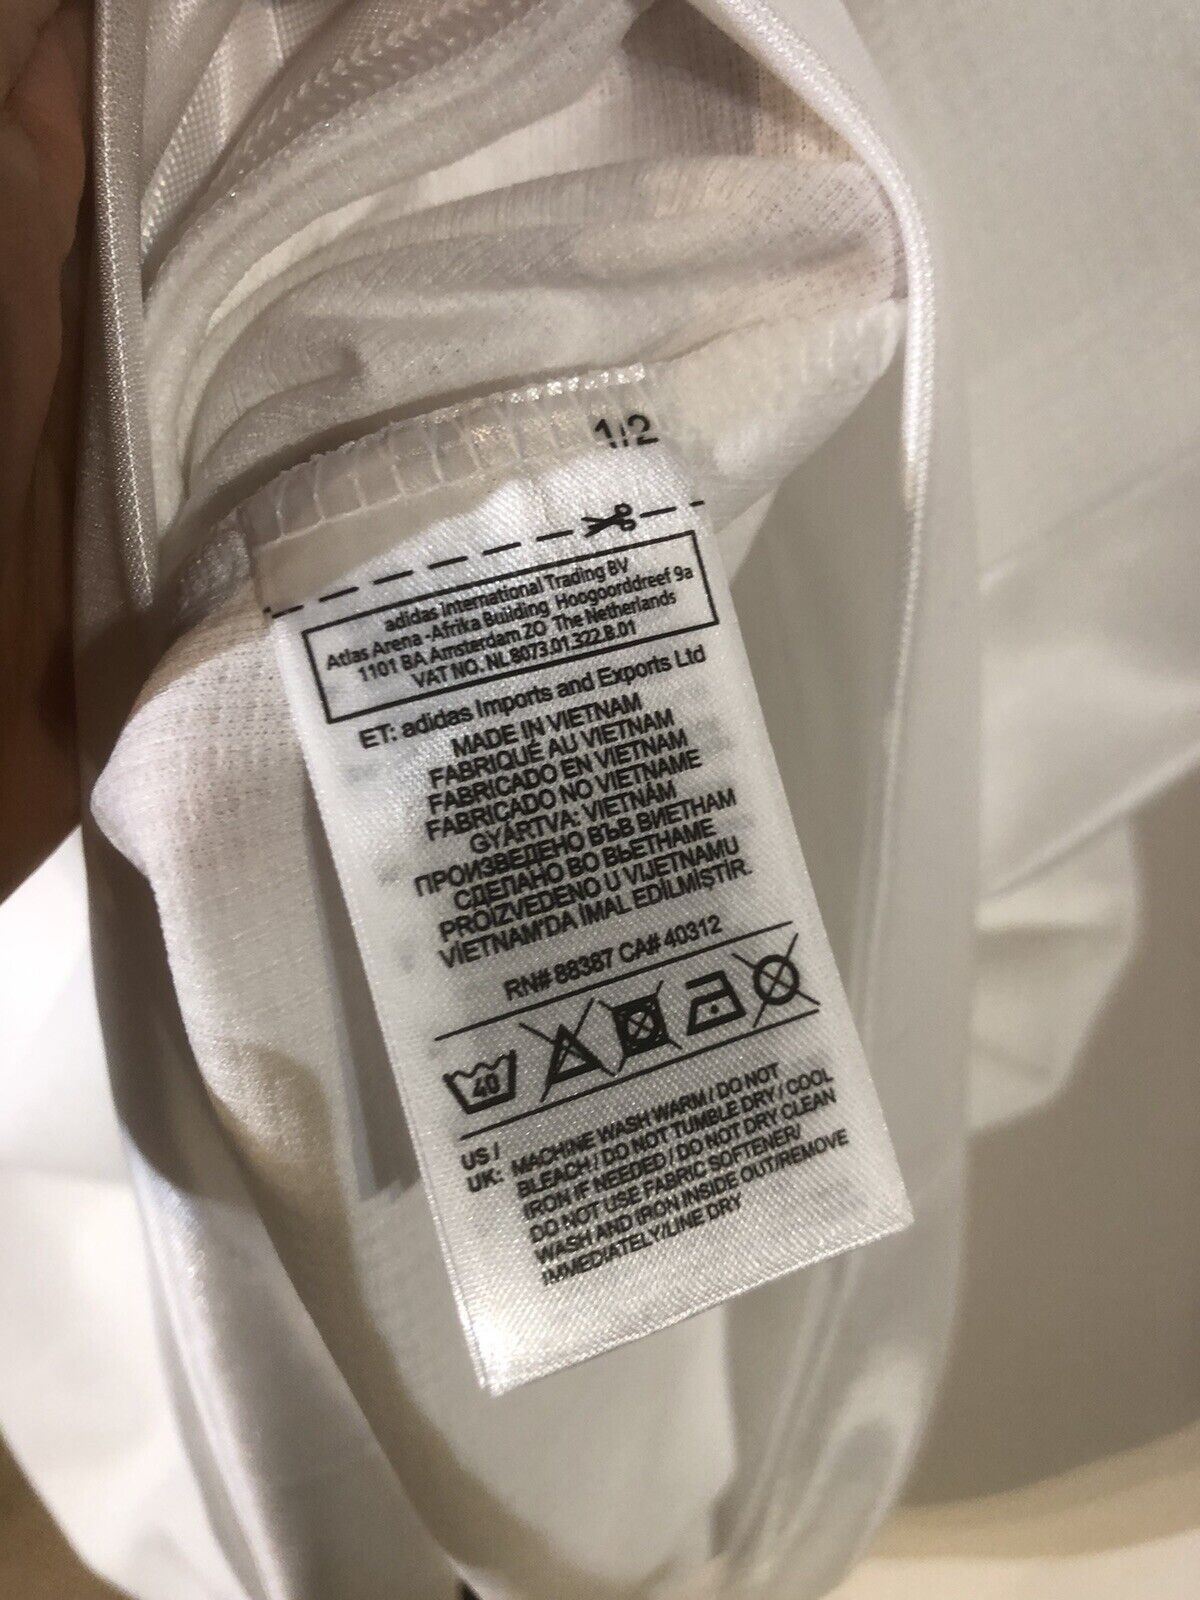 1/2
adidas International Trading BV
Atlas Arena -Afrika Building Hoogoorddreef 9a
1101 BA Amsterdam ZO The Netherlands
VAT NO. NL8073.01.322.B.01
ET: adidas Imports and Exports Ltd
MADE IN VIETNAM
FABRIQUÉ AU VIETNAM
FABRICADO EN VIETNAM
FABRICADO NO VIETNAME
GYÁRTVA: VIETNÁM
ПРОИЗВЕДЕНО ВЪВ ВИЕТНАМ
СДЕЛАНО ВО ВЬЕТНАМЕ
PROIZVEDENO U VIJETNAMU
VİETNAM'DA İMAL EDİLMİŞTİR.
RN# 88387 CA# 40312
40
US / MACHINE WASH WARM / DO NOT
UK: BLEACH / DO NOT TUMBLE DRY / COOL
IRON IF NEEDED / DO NOT DRY CLEAN
DO NOT USE FABRIC SOFTENER/
WASH AND IRON INSIDE OUT/REMOVE
IMMEDIATELY/LINE DRY